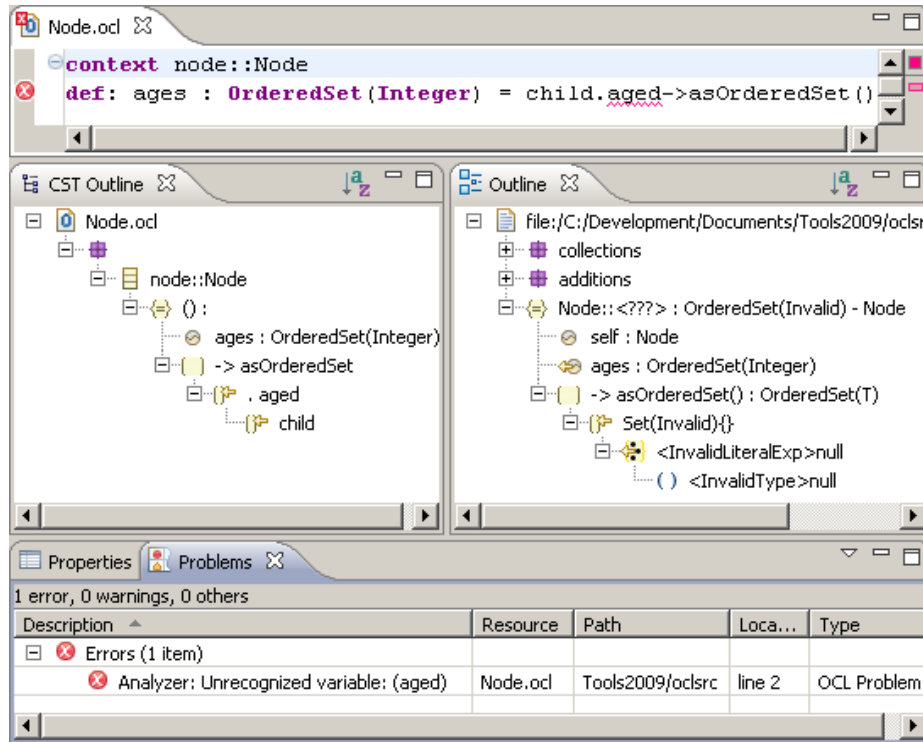 Node.ocl
context node::Node
def: ages : OrderedSet(Integer) = child.aged->asOrderedSet()
CST Outline
Node.ocl
node::Node
() :
ages : OrderedSet(Integer)
-> asOrderedSet
. aged
child
Outline
file:/C:/Development/Documents/Tools2009/oclsr
collections
additions
Node::<???> : OrderedSet(Invalid) - Node
self : Node
ages : OrderedSet(Integer)
-> asOrderedSet() : OrderedSet(T)
Set(Invalid){}
<InvalidLiteralExp>null
<InvalidType>null
Properties Problems
1 error, 0 warnings, 0 others
Description Resource Path Loca... Type
Errors (1 item)
Analyzer: Unrecognized variable: (aged) Node.ocl Tools2009/oclsrc line 2 OCL Problem